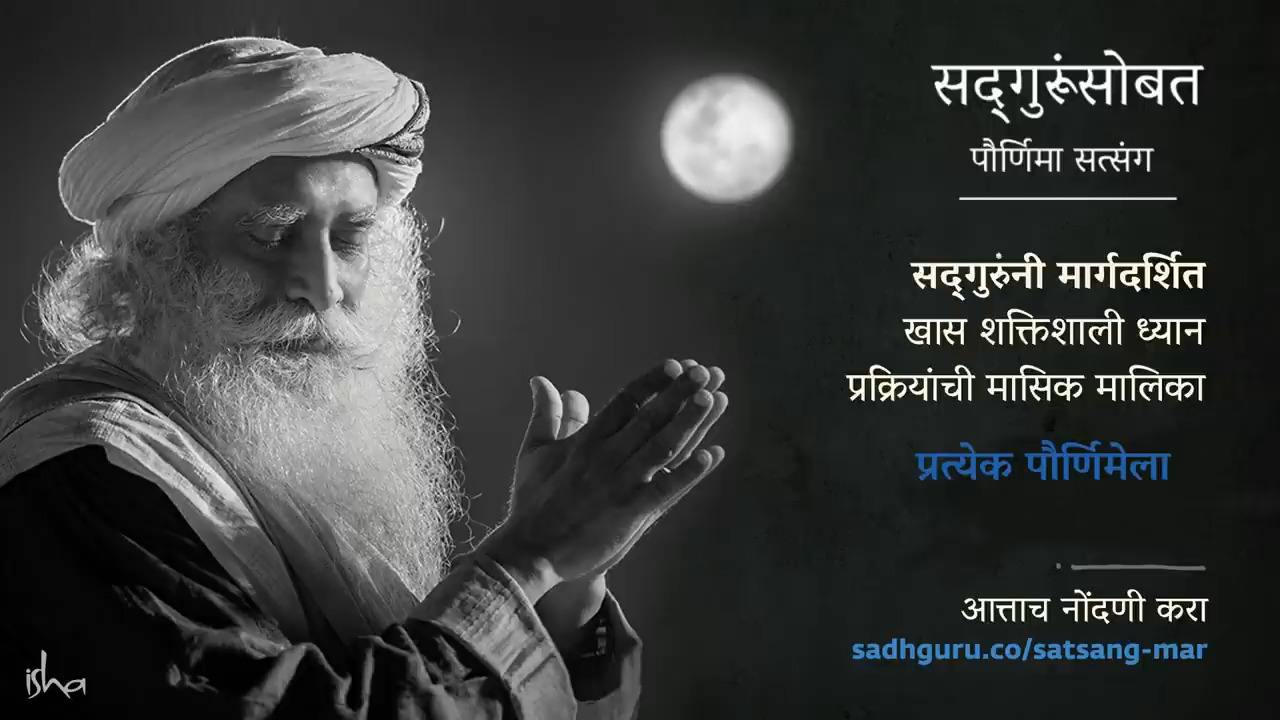 सद्‌गुरूंसोबत
पौर्णिमा सत्संग
सद्‌गुरुंनी मार्गदर्शित
खास शक्तिशाली ध्यान
प्रक्रियांची मासिक मालिका
प्रत्येक पौर्णिमेला
आत्ताच नोंदणी करा
sadhguru.co/satsang-mar
isha